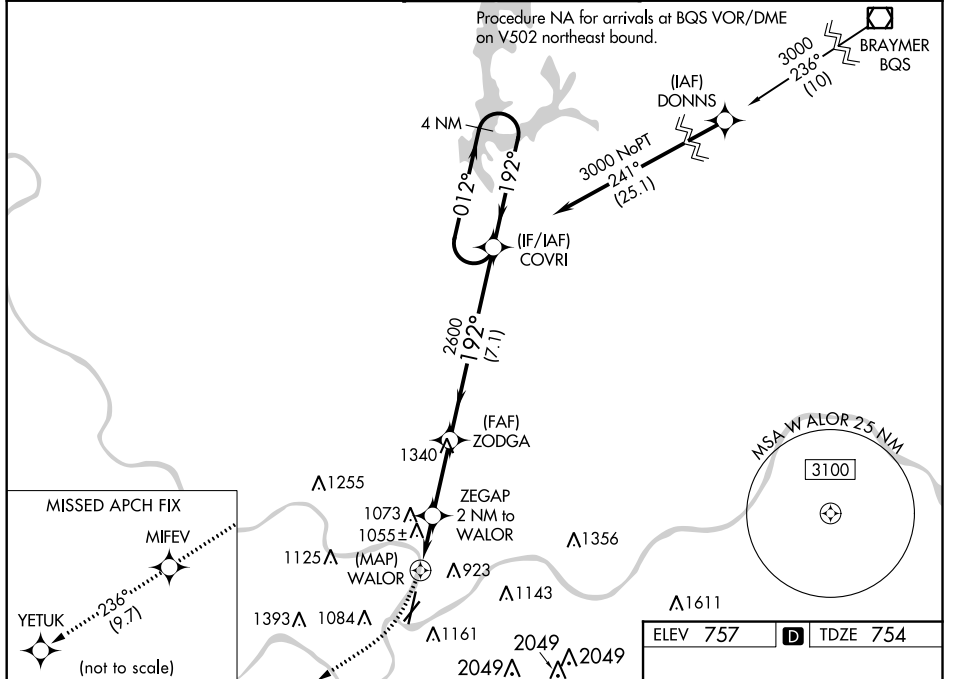 Procedure NA for arrivals at BQS VOR/DME
on V502 northeast bound.
BRAYMER
BQS
3000
236°
(10)
(IAF)
DONNS
3000 NoPT
241°
(25.1)
4 NM
012°
192°
(IF/IAF)
COVRI
2600
192°
(7.1)
(FAF)
ZODGA
1340
1255
ZEGAP
2 NM to
WALOR
1073
1055±
1125
(MAP)
WALOR
923
1356
1143
1393
1084
1161
1611
2049
2049
2049
MSA W ALOR 25 NM
3100
MISSED APCH FIX
MIFEV
236°
(9.7)
YETUK
(not to scale)
ELEV 757 D TDZE 754